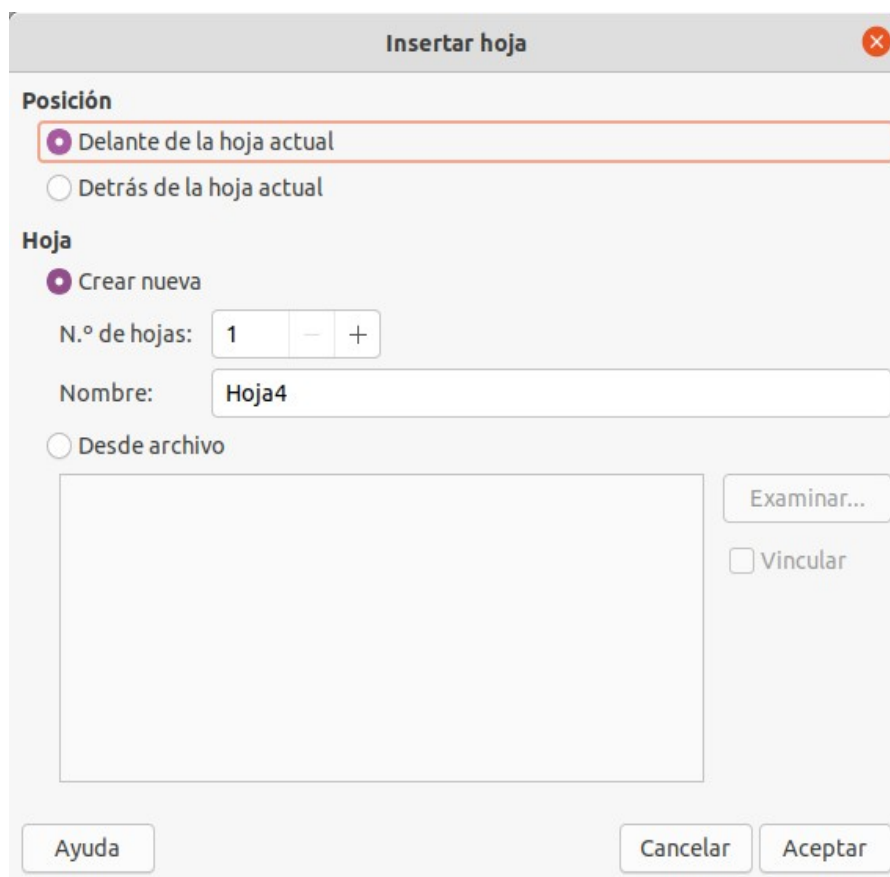 Insertar hoja
Posición
Delante de la hoja actual
Detrás de la hoja actual
Hoja
Crear nueva
N.º de hojas: 1
Nombre: Hoja4
Desde archivo
Examinar...
Vincular
Ayuda Cancelar Aceptar